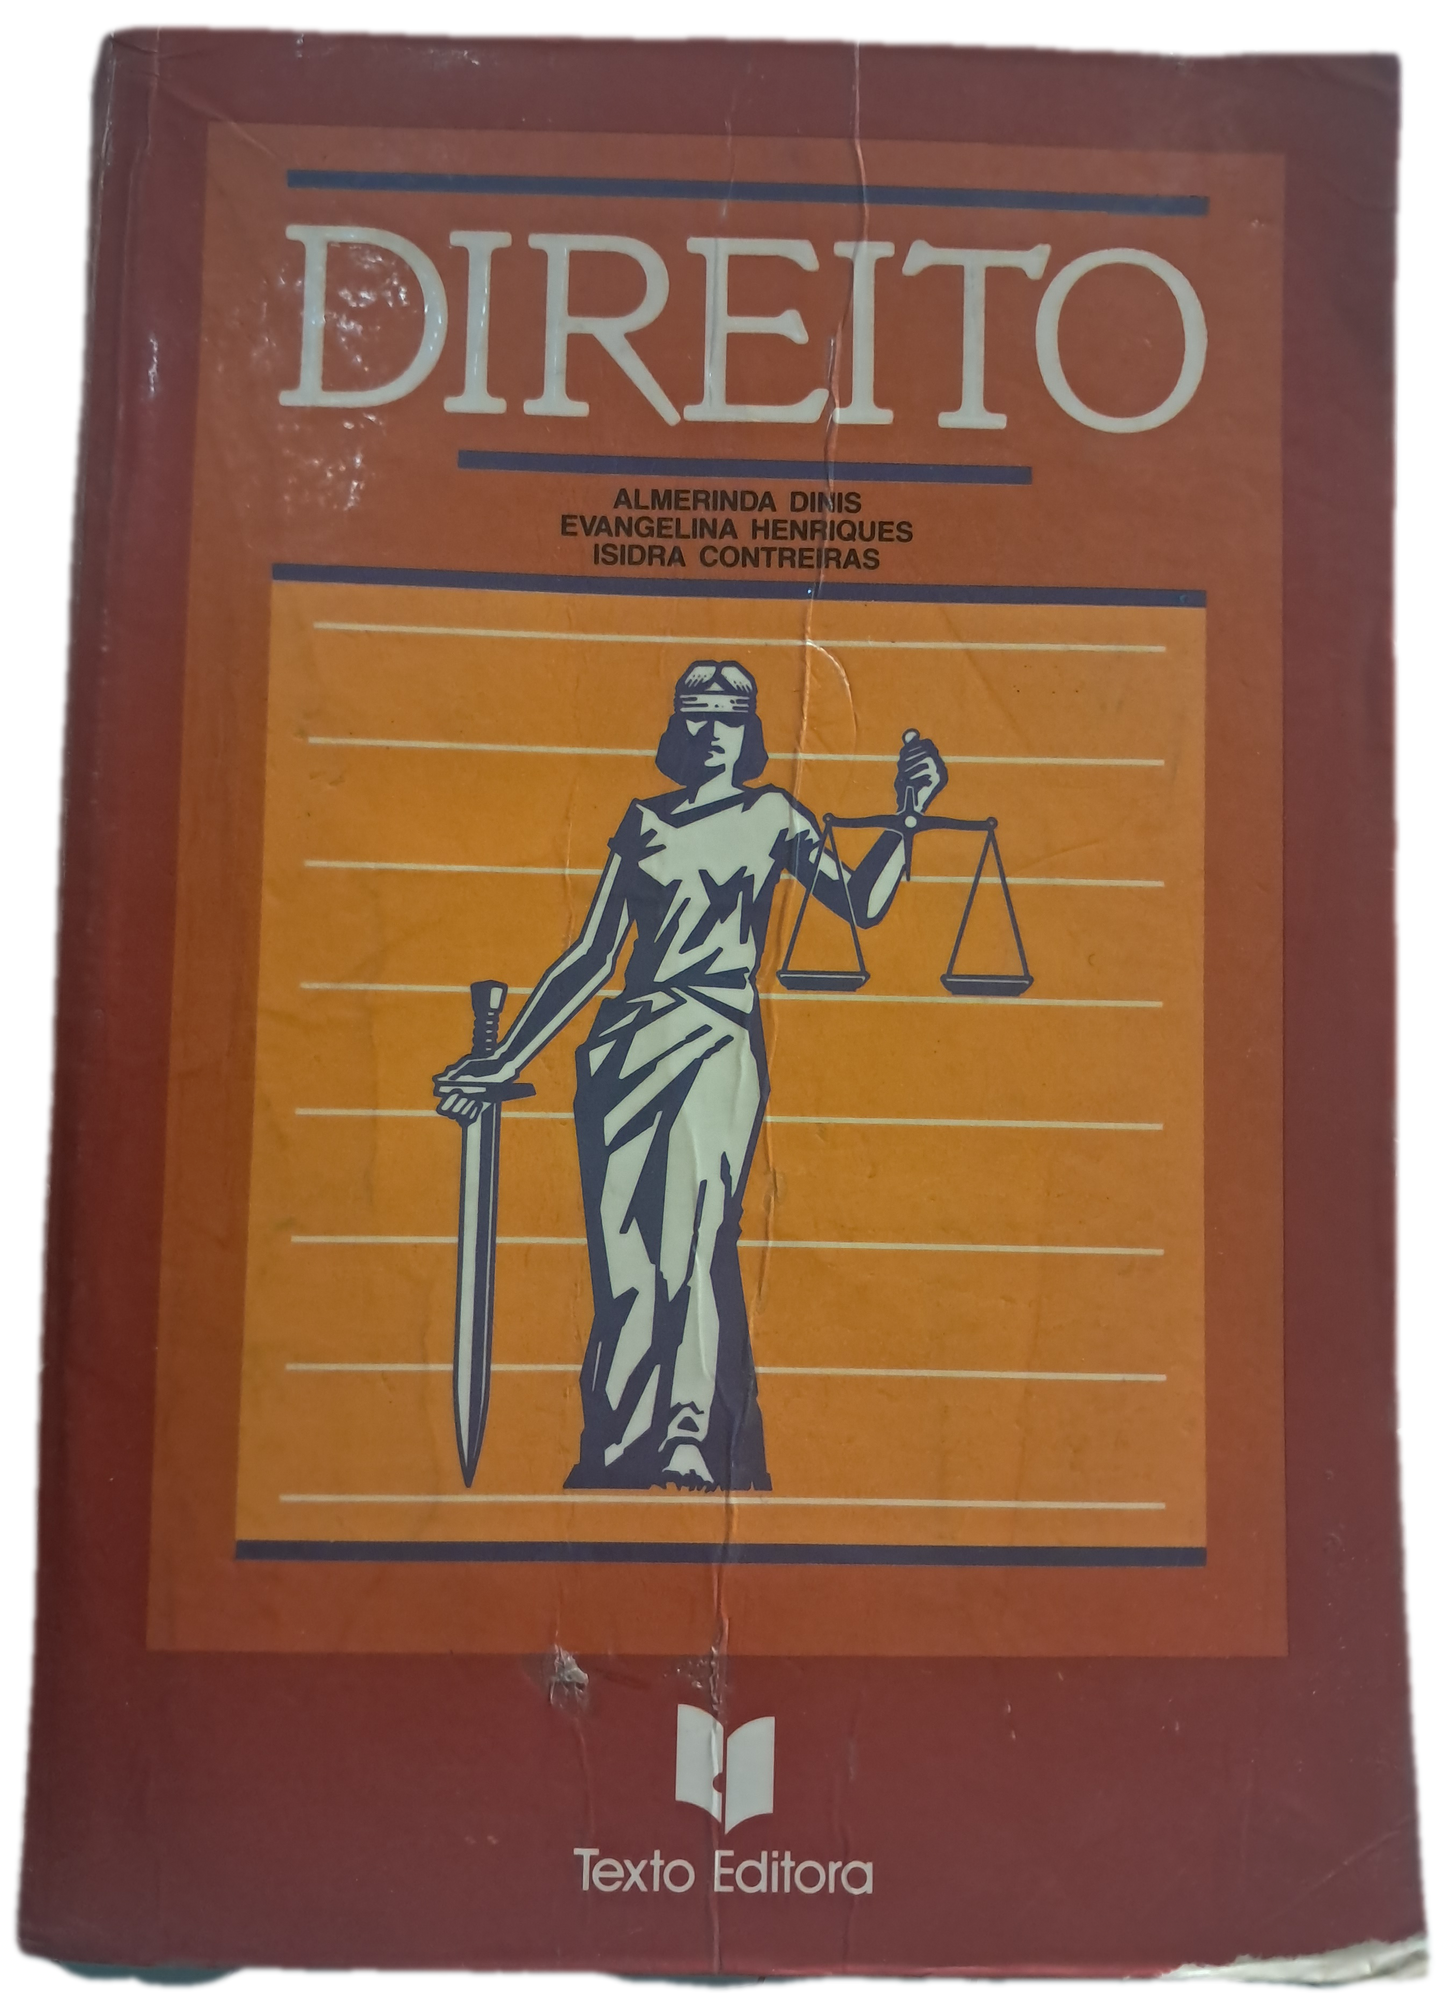 DIREITO
ALMERINDA DINIS
EVANGELINA HENRIQUES
ISIDRA CONTREIRAS
Texto Editora